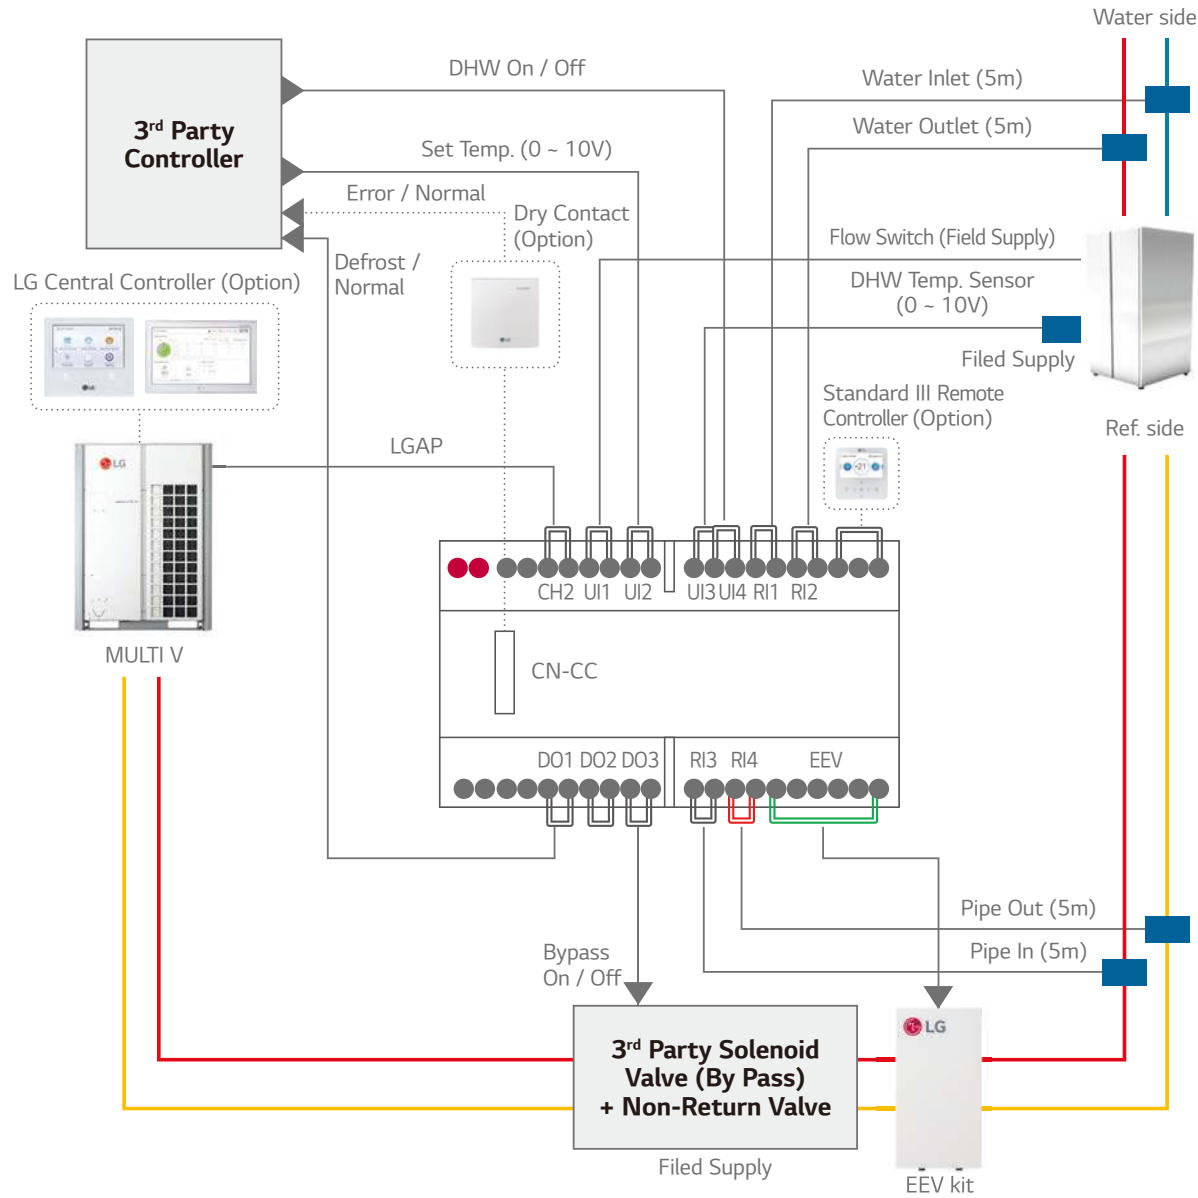 Water side
DHW On / Off
Water Inlet (5m)
3rd Party
Controller
Water Outlet (5m)
Set Temp. (0 ~ 10V)
Error / Normal
Dry Contact
(Option)
Flow Switch (Field Supply)
Defrost /
Normal
LG Central Controller (Option)
DHW Temp. Sensor
(0 ~ 10V)
Filed Supply
Standard III Remote
Controller (Option)
Ref. side
LGAP
LG
CH2 UI1 UI2 UI3 UI4 RI1 RI2
MULTI V
CN-CC
DO1 DO2 DO3 RI3 RI4 EEV
Pipe Out (5m)
Bypass
On / Off
Pipe In (5m)
LG
3rd Party Solenoid
Valve (By Pass)
+ Non-Return Valve
Filed Supply
EEV kit